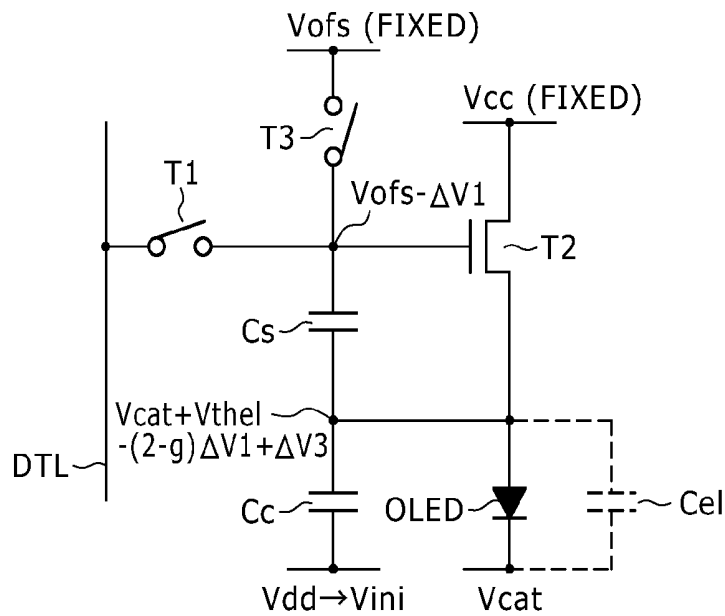 Vofs (FIXED)
Vcc (FIXED)
T3
T1
Vofs-ΔV1
T2
Cs
Vcat+Vthel
-(2-g)ΔV1+ΔV3
DTL
Cc
OLED
Cel
Vdd→Vini
Vcat